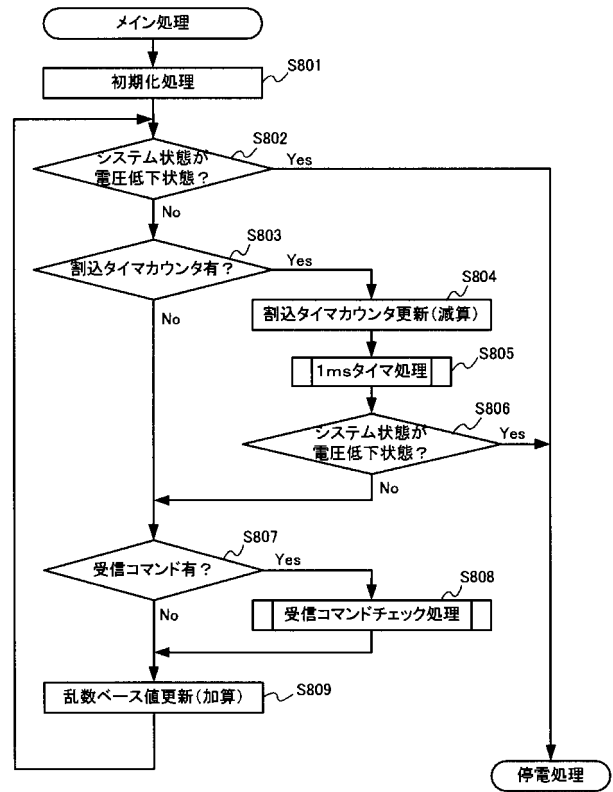 メイン処理
初期化処理
S801
システム状態が
電圧低下状態？
S802
Yes
No
割込タイマカウンタ有？
S803
Yes
No
割込タイマカウンタ更新(減算)
S804
1msタイマ処理
S805
システム状態が
電圧低下状態？
S806
Yes
No
受信コマンド有？
S807
Yes
No
受信コマンドチェック処理
S808
乱数ベース値更新(加算)
S809
停電処理